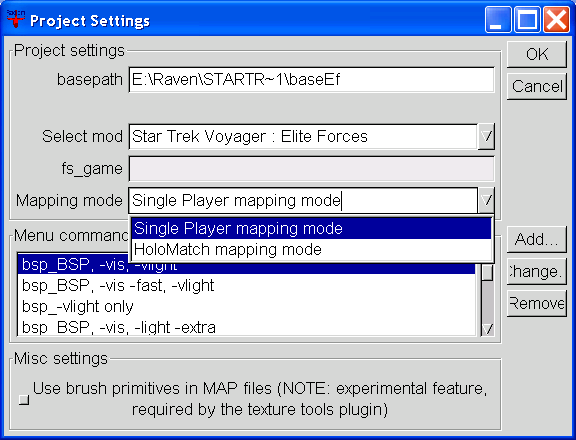 Raven
Project Settings
Project settings
OK
basepath E:\Raven\STARTR~1\baseEf
Cancel
Select mod Star Trek Voyager : Elite Forces
fs_game
Mapping mode Single Player mapping mode
Single Player mapping mode
HoloMatch mapping mode
Menu command
Add...
bsp_BSP, -vis, -vlight
Change.
bsp_BSP, -vis -fast, -vlight
bsp_-vlight only
Remove
bsp_BSP, -vis, -light -extra
Misc settings
Use brush primitives in MAP files (NOTE: experimental feature,
required by the texture tools plugin)